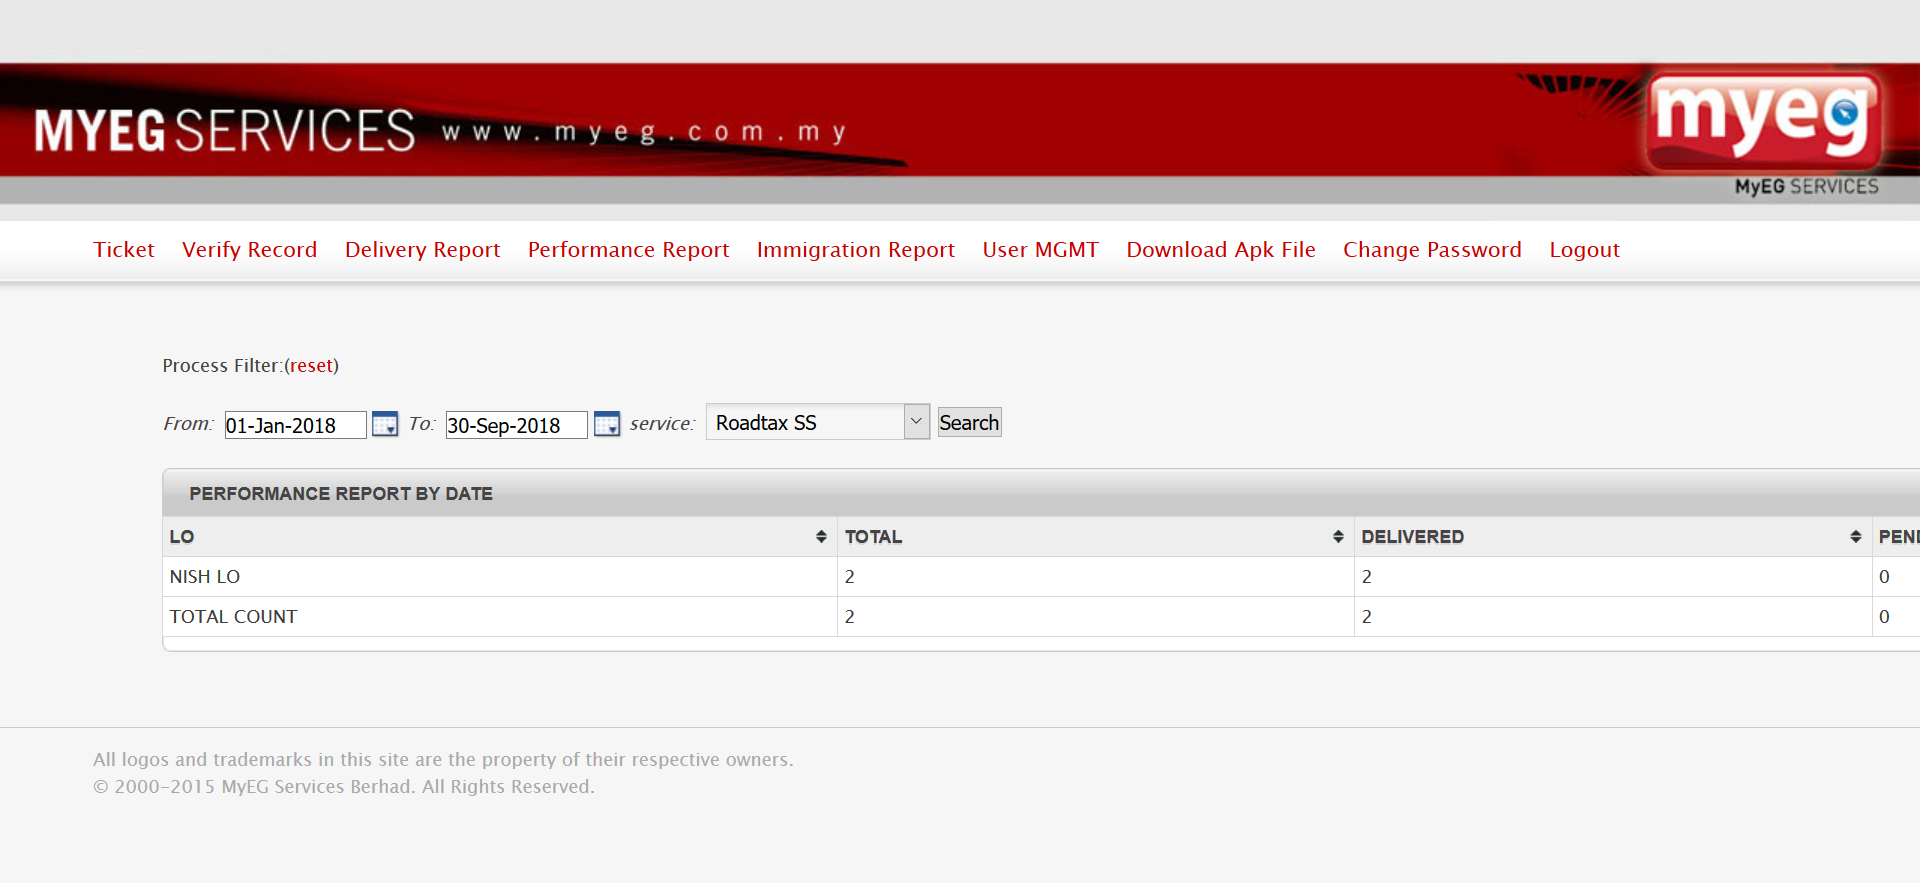 MYEG SERVICES www.myeg.com.my
myeg
MyEG SERVICES
Ticket Verify Record Delivery Report Performance Report Immigration Report User MGMT Download Apk File Change Password Logout
Process Filter:(reset)
From: 01-Jan-2018 To: 30-Sep-2018 service: Roadtax SS Search
PERFORMANCE REPORT BY DATE
LO TOTAL DELIVERED PEND
NISH LO 2 2 0
TOTAL COUNT 2 2 0
All logos and trademarks in this site are the property of their respective owners.
© 2000-2015 MyEG Services Berhad. All Rights Reserved.